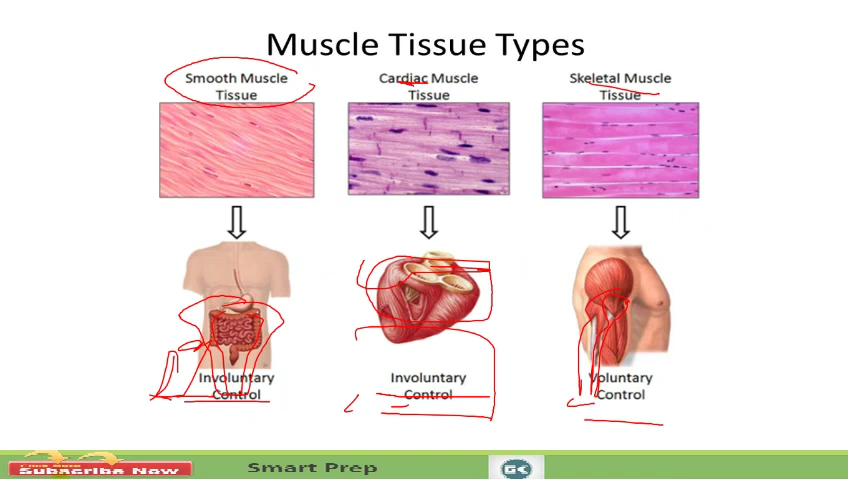 Muscle Tissue Types
Smooth Muscle
Tissue
Cardiac Muscle
Tissue
Skeletal Muscle
Tissue
Involuntary
Control
Involuntary
Control
Voluntary
Control
Subscribe Now
Smart Prep
GK